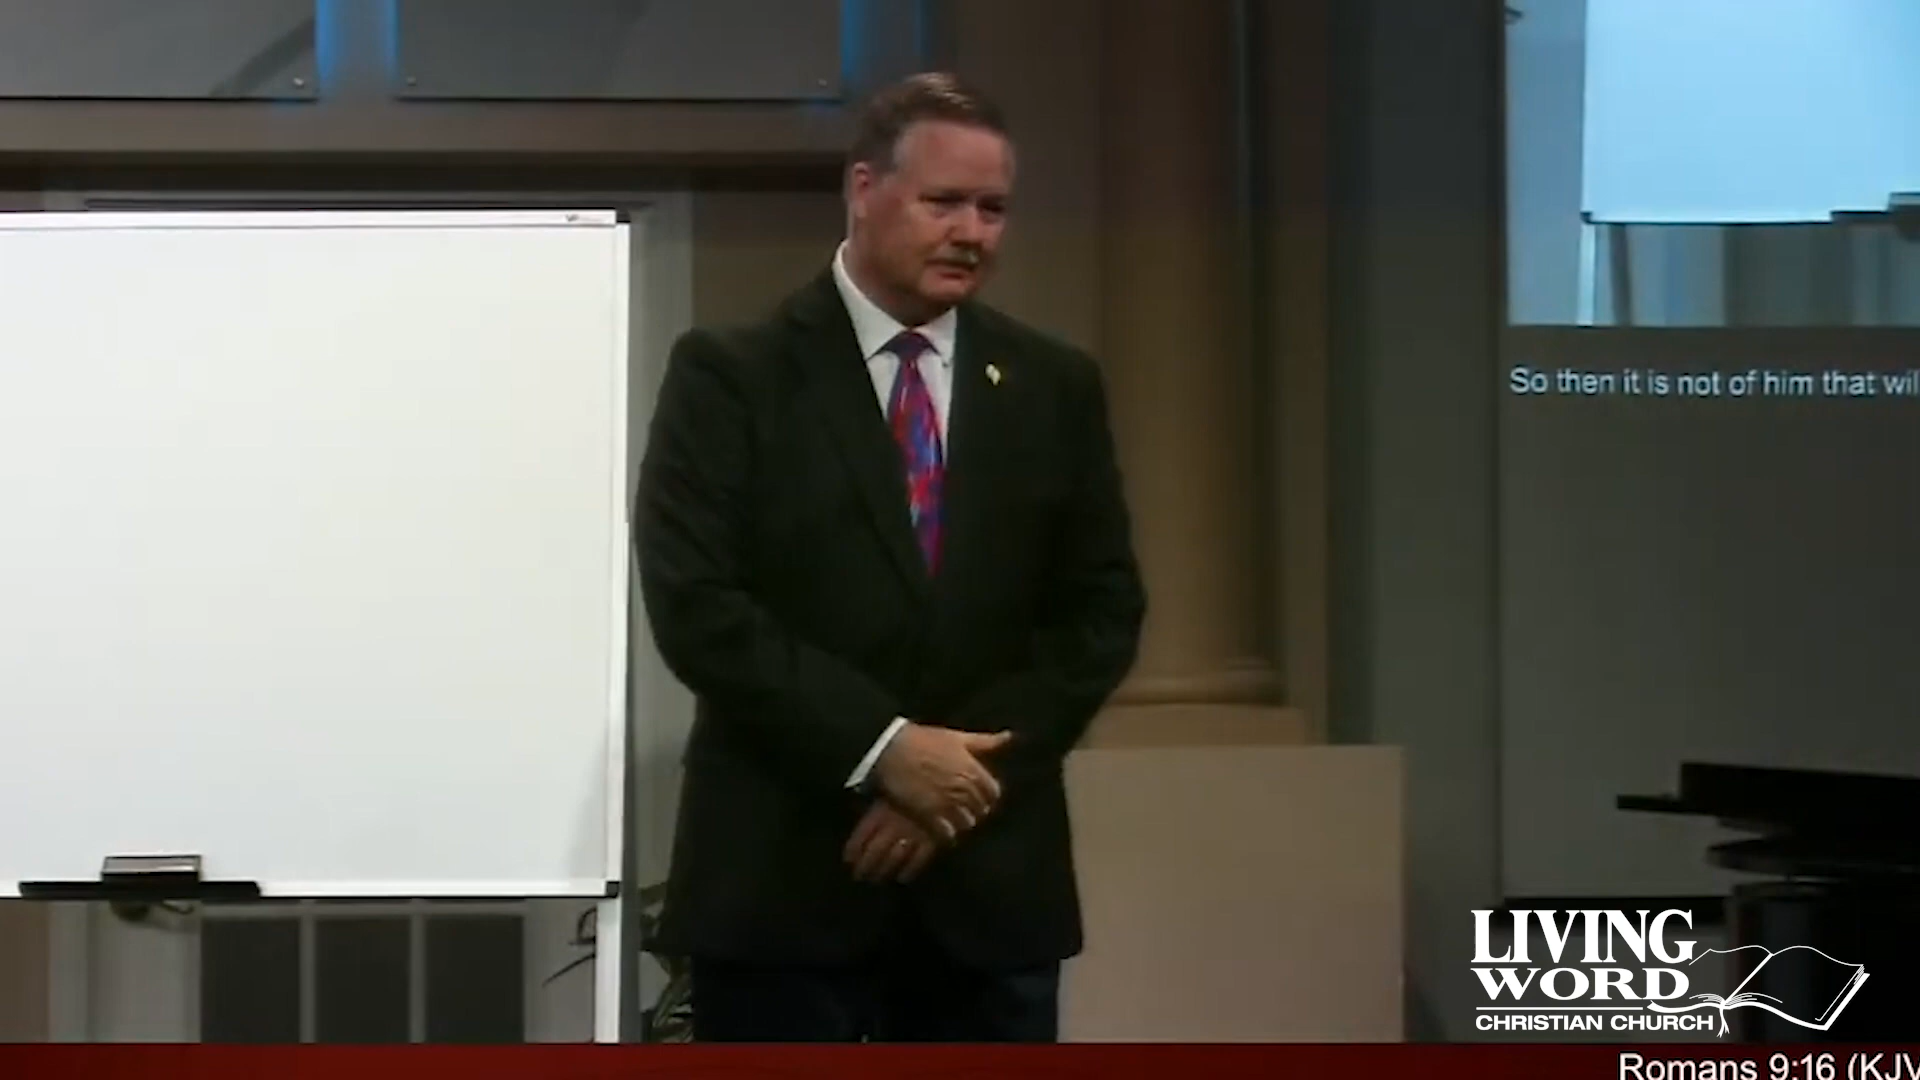 So then it is not of him that wil
LIVING
WORD
CHRISTIAN CHURCH
Romans 9:16 (KJV